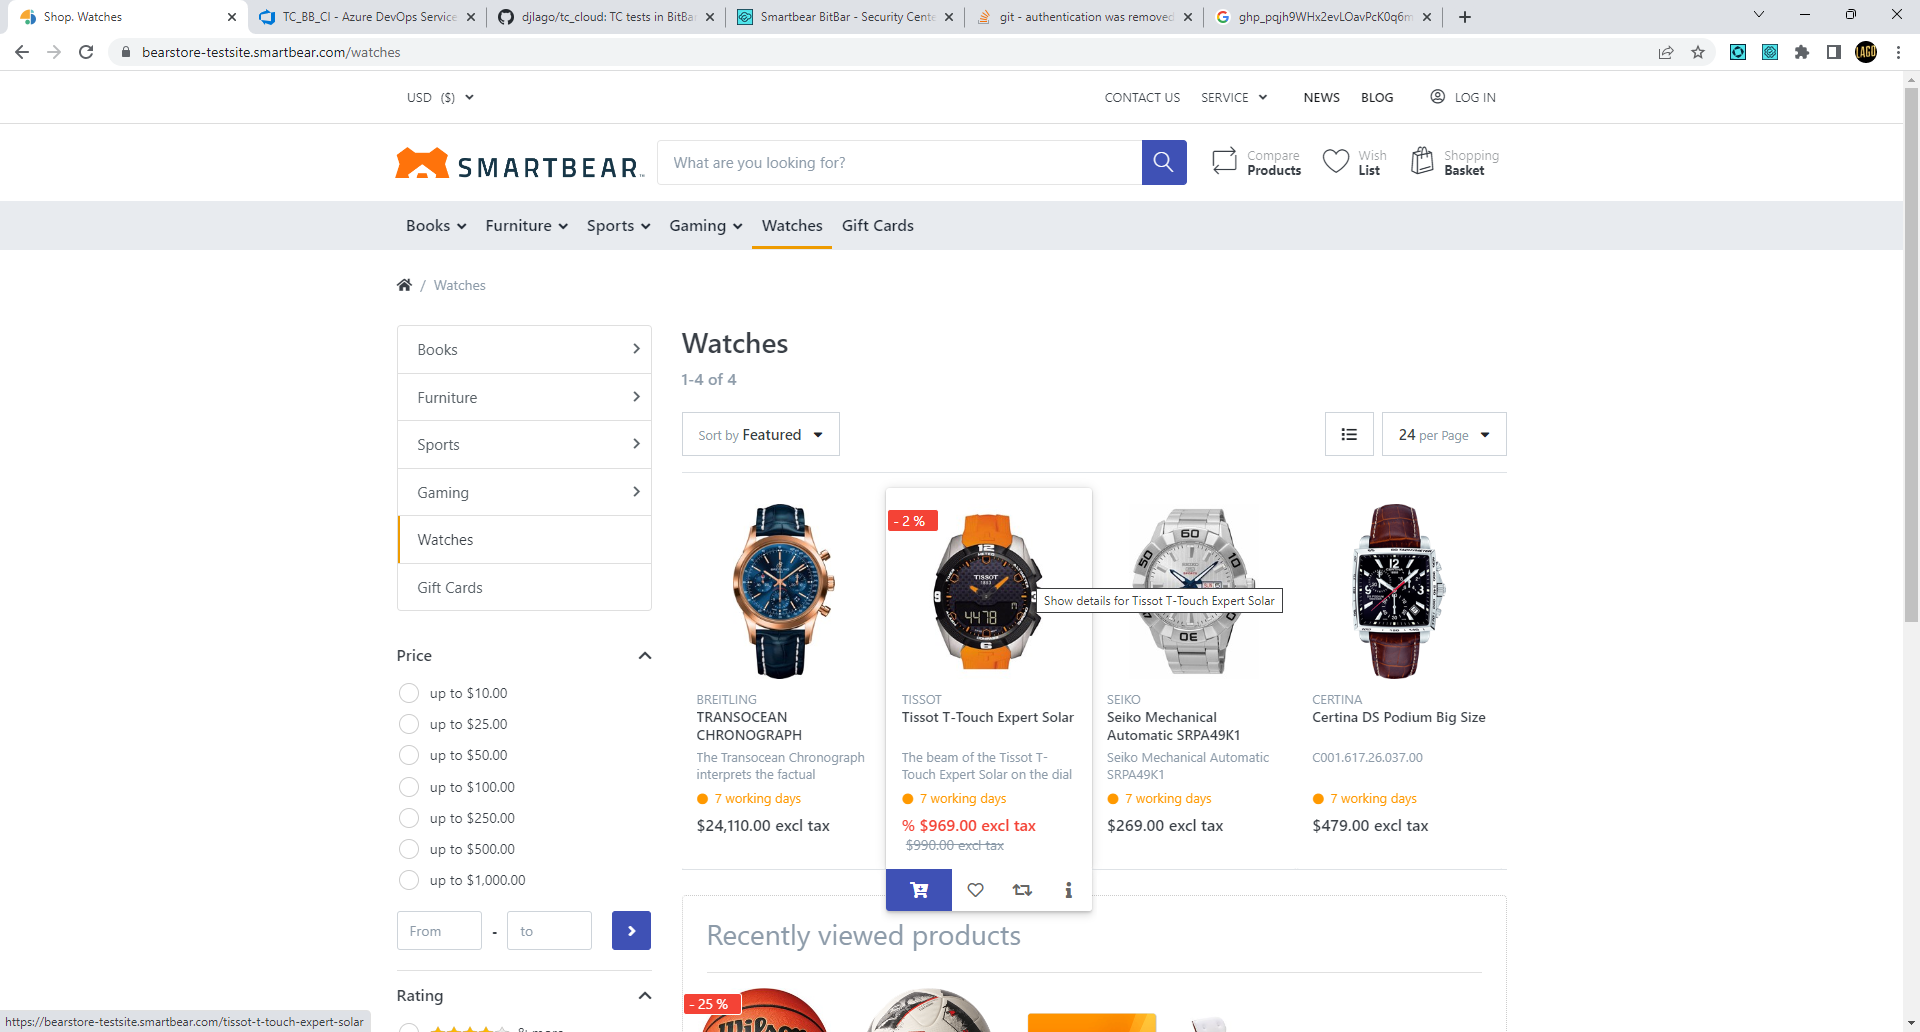 Shop. Watches
TC_BB_CI - Azure DevOps Service
djlago/tc_cloud: TC tests in BitBa
Smartbear BitBar - Security Cente
git - authentication was removed
bearstore-testsite.smartbear.com/watches
USD ($)
CONTACT US SERVICE NEWS BLOG LOG IN
SMARTBEAR
What are you looking for?
Compare
Products
Wish
List
Shopping
Basket
Books Furniture Sports Gaming Watches Gift Cards
/ Watches
Books
Furniture
Sports
Gaming
Watches
Gift Cards
Price
up to $10.00
up to $25.00
up to $50.00
up to $100.00
up to $250.00
up to $500.00
up to $1,000.00
From - to
Rating
Watches
1-4 of 4
Sort by Featured
24 per Page
BREITLING
TRANSOCEAN
CHRONOGRAPH
The Transocean Chronograph
interprets the factual
7 working days
$24,110.00 excl tax
- 2 %
TISSOT
4478
Show details for Tissot T-Touch Expert Solar
TISSOT
Tissot T-Touch Expert Solar
The beam of the Tissot T-
Touch Expert Solar on the dial
7 working days
% $969.00 excl tax
$990.00 excl tax
SEIKO
Seiko Mechanical
Automatic SRPA49K1
Seiko Mechanical Automatic
SRPA49K1
7 working days
$269.00 excl tax
CERTINA
Certina DS Podium Big Size
C001.617.26.037.00
7 working days
$479.00 excl tax
Recently viewed products
- 25 %
Wilson
https://bearstore-testsite.smartbear.com/tissot-t-touch-expert-solar